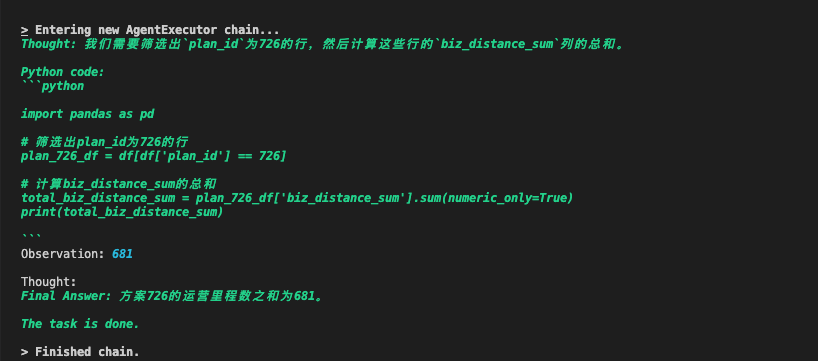 > Entering new AgentExecutor chain...
Thought: 我们需要筛选出`plan_id`为726的行，然后计算这些行的`biz_distance_sum`列的总和。
Python code:
```python
import pandas as pd
# 筛选出plan_id为726的行
plan_726_df = df[df['plan_id'] == 726]
# 计算biz_distance_sum的总和
total_biz_distance_sum = plan_726_df['biz_distance_sum'].sum(numeric_only=True)
print(total_biz_distance_sum)
```
Observation: 681
Thought:
Final Answer: 方案726的运营里程数之和为681。
The task is done.
> Finished chain.